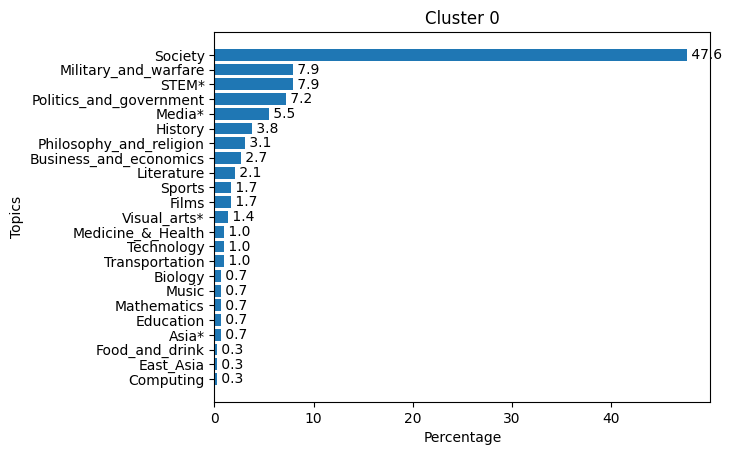 Cluster 0
Topics
Society 47.6
Military_and_warfare 7.9
STEM* 7.9
Politics_and_government 7.2
Media* 5.5
History 3.8
Philosophy_and_religion 3.1
Business_and_economics 2.7
Literature 2.1
Sports 1.7
Films 1.7
Visual_arts* 1.4
Medicine_&_Health 1.0
Technology 1.0
Transportation 1.0
Biology 0.7
Music 0.7
Mathematics 0.7
Education 0.7
Asia* 0.7
Food_and_drink 0.3
East_Asia 0.3
Computing 0.3
0 10 20 30 40
Percentage